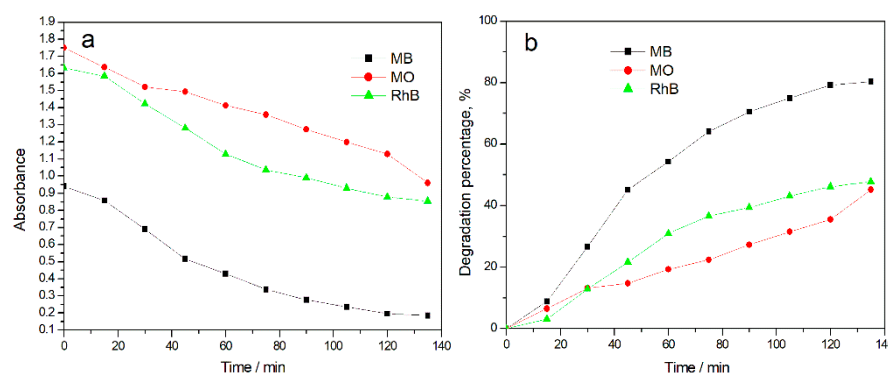 a
MB
MO
RhB
Absorbance
1.9
1.8
1.7
1.6
1.5
1.4
1.3
1.2
1.1
1.0
0.9
0.8
0.7
0.6
0.5
0.4
0.3
0.2
0.1
0 20 40 60 80 100 120 140
Time / min
b
MB
MO
RhB
Degradation percentage, %
100
80
60
40
20
0
0 20 40 60 80 100 120 140
Time / min